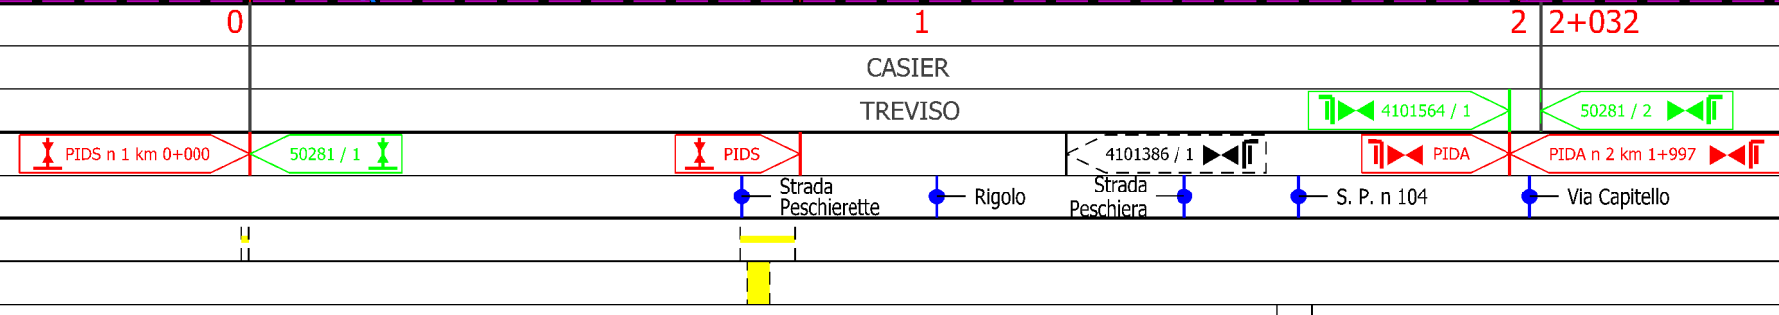 0 1 2 2+032
CASIER
TREVISO 4101564 / 1 50281 / 2
PIDS n 1 km 0+000 50281 / 1 PIDS 4101386 / 1 PIDA PIDA n 2 km 1+997
Strada Peschierette Rigolo Strada Peschiera S. P. n 104 Via Capitello